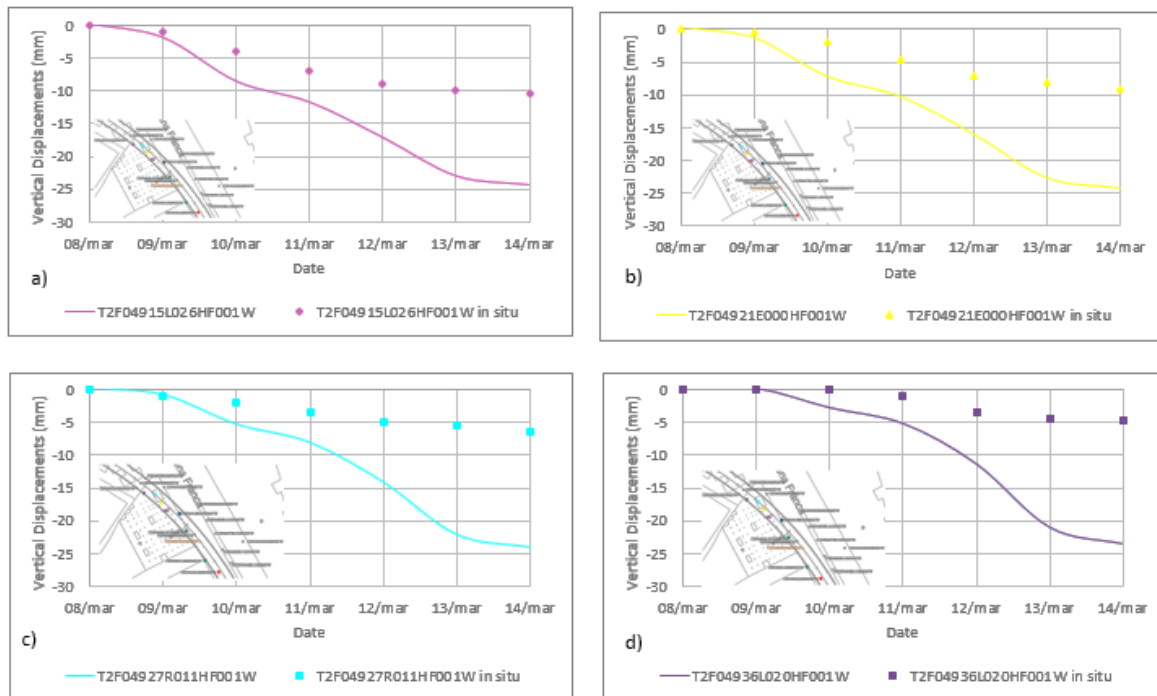 Vertical Displacements (mm)
0
-5
-10
-15
-20
-25
-30
08/mar 09/mar 10/mar 11/mar 12/mar 13/mar 14/mar
Date
a)
T2F04915L026HF001W T2F04915L026HF001W in situ
Vertical Displacements (mm)
0
-5
-10
-15
-20
-25
-30
08/mar 09/mar 10/mar 11/mar 12/mar 13/mar 14/mar
Date
b)
T2F04921E000HF001W T2F04921E000HF001W in situ
Vertical Displacements (mm)
0
-5
-10
-15
-20
-25
-30
08/mar 09/mar 10/mar 11/mar 12/mar 13/mar 14/mar
Date
c)
T2F04927R011HF001W T2F04927R011HF001W in situ
Vertical Displacements (mm)
0
-5
-10
-15
-20
-25
-30
08/mar 09/mar 10/mar 11/mar 12/mar 13/mar 14/mar
Date
d)
T2F04936L020HF001W T2F04936L020HF001W in situ